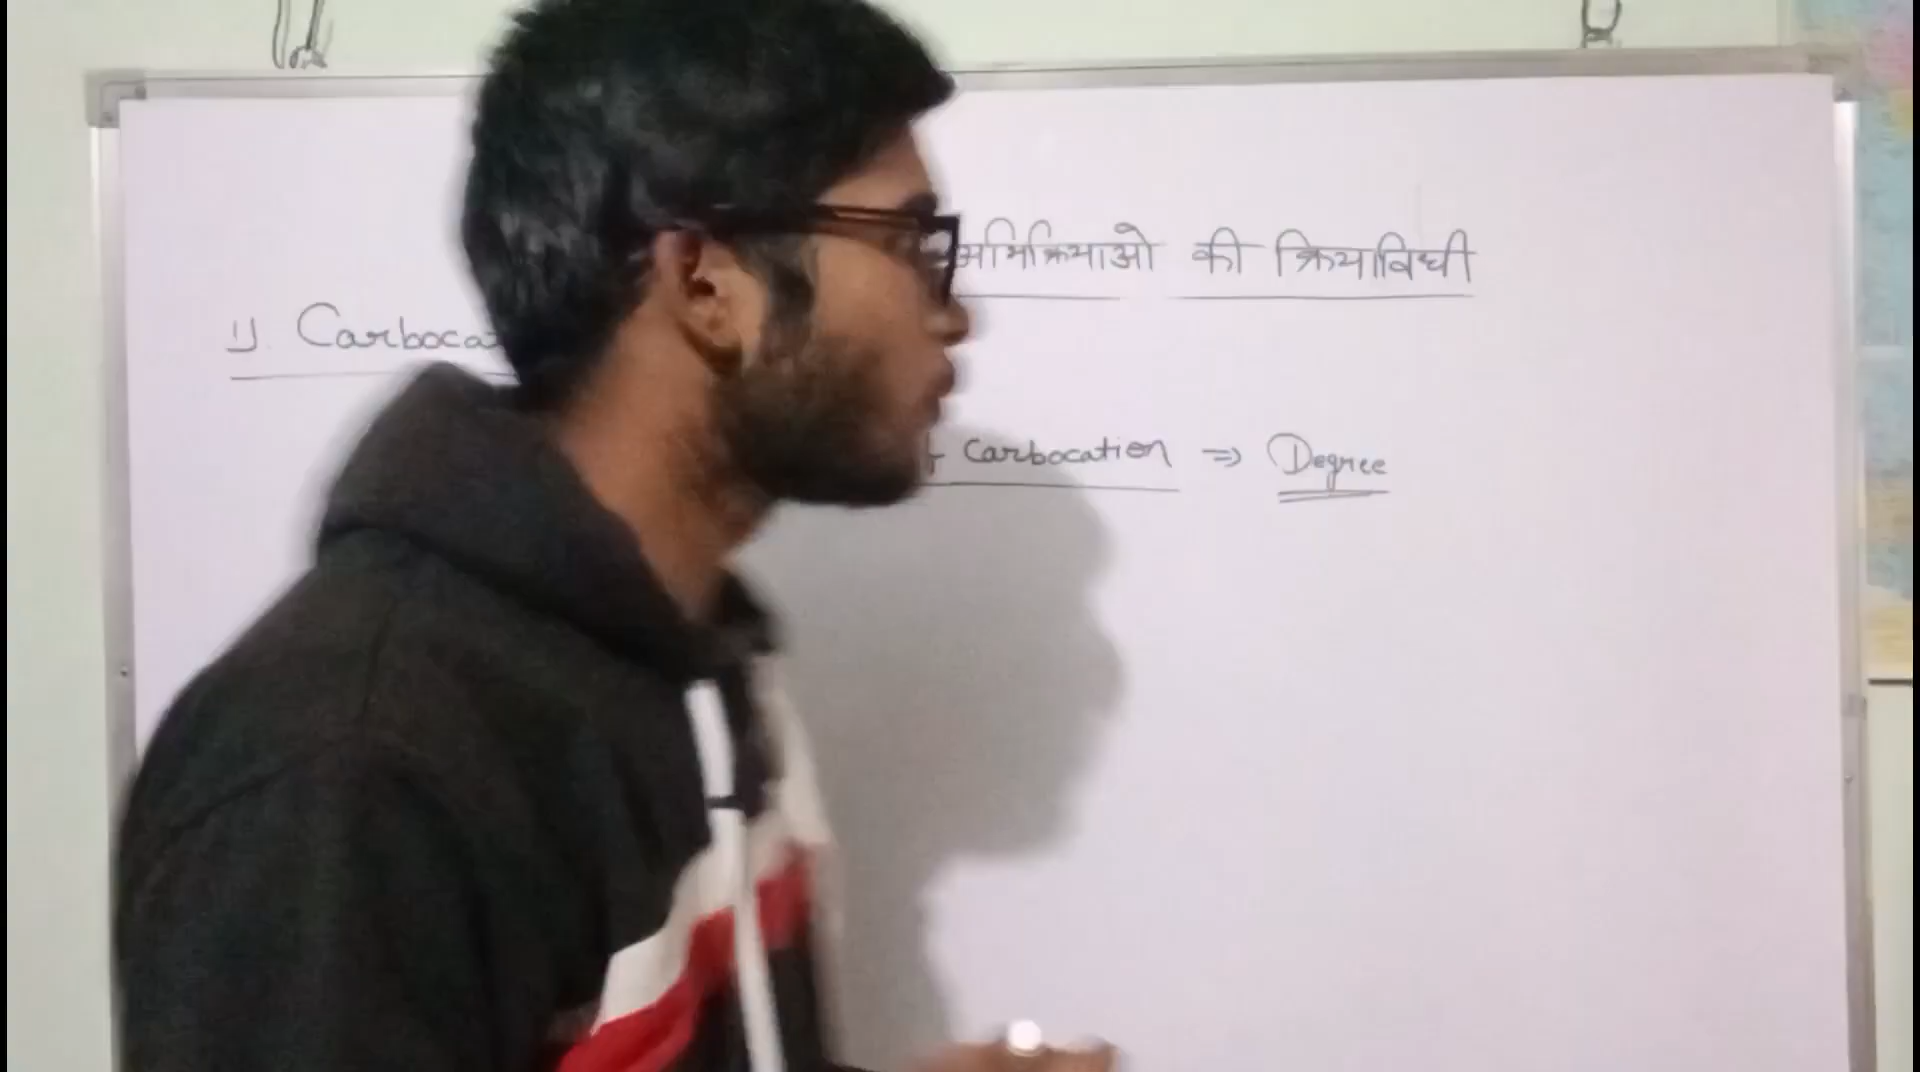 अभिक्रियाओ की क्रियाविधी
1). Carboca
f carbocation ⇒ Degree